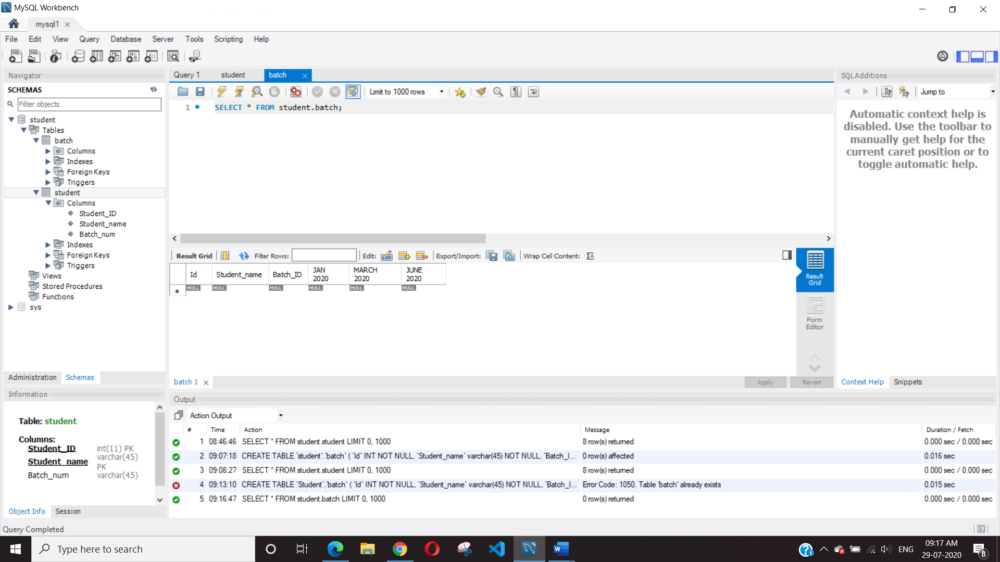 MySQL Workbench
mysql1
File Edit View Query Database Server Tools Scripting Help
Navigator
SCHEMAS
Filter objects
student
Tables
batch
Columns
Indexes
Foreign Keys
Triggers
student
Columns
Student_ID
Student_name
Batch_num
Indexes
Foreign Keys
Triggers
Views
Stored Procedures
Functions
sys
Administration Schemas
Information
Table: student
Columns:
Student_ID int(11) PK
Student_name varchar(45) PK
Batch_num varchar(45)
Object Info Session
Query 1 student batch
Limit to 1000 rows
1 SELECT * FROM student.batch;
Result Grid Filter Rows: Edit: Export/Import: Wrap Cell Content:
Id Student_name Batch_ID JAN 2020 MARCH 2020 JUNE 2020
NULL NULL NULL NULL NULL NULL
Result Grid
Form Editor
batch 1
Apply Revert
SQLAdditions
Jump to
Automatic context help is
disabled. Use the toolbar to
manually get help for the
current caret position or to
toggle automatic help.
Context Help Snippets
Output
Action Output
# Time Action Message Duration / Fetch
1 08:46:46 SELECT * FROM student.student LIMIT 0, 1000 8 row(s) returned 0.000 sec / 0.000 sec
2 09:07:18 CREATE TABLE `student`.`batch` ( `Id` INT NOT NULL, `Student_name` varchar(45) NOT NULL, `Batch_I... 0 row(s) affected 0.016 sec
3 09:08:27 SELECT * FROM student.student LIMIT 0, 1000 8 row(s) returned 0.000 sec / 0.000 sec
4 09:13:10 CREATE TABLE `Student`.`batch` ( `Id` INT NOT NULL, `Student_name` varchar(45) NOT NULL, `Batch_I... Error Code: 1050. Table 'batch' already exists 0.015 sec
5 09:16:47 SELECT * FROM student.batch LIMIT 0, 1000 0 row(s) returned 0.000 sec / 0.000 sec
Query Completed
Type here to search
ENG
09:17 AM
29-07-2020
8